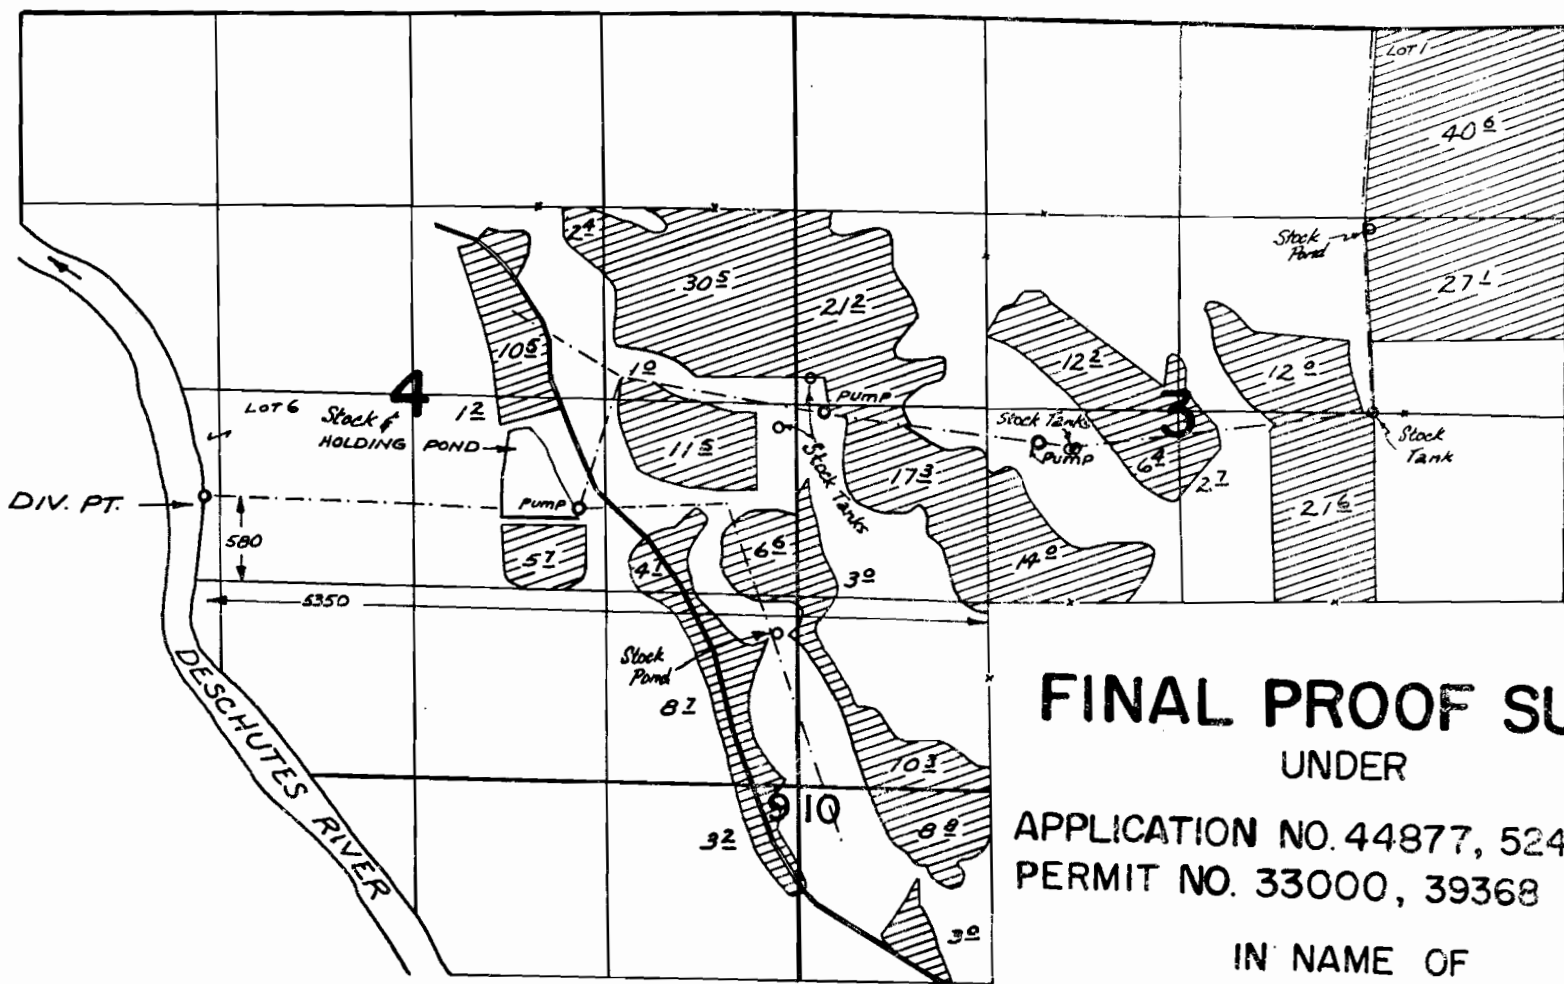 LOT 1
40 6
2 4
Stock
Pond
30 5
27 1
21 2
10 5
12 2
1 0
12 0
4
LOT 6
1 2
Stock &
HOLDING POND
PUMP
3
11 5
Stock Tanks
PUMP
Stock
Tank
Stock Tanks
6 4
17 3
2 7
DIV. PT.
PUMP
21 6
580
6 6
5 7
4 1
14 0
3 0
5350
Stock
Pond
DESCHUTES RIVER
8 7
10 3
9 10
3 2
8 8
3 0
FINAL PROOF SU
UNDER
APPLICATION NO. 44877, 524
PERMIT NO. 33000, 39368
IN NAME OF